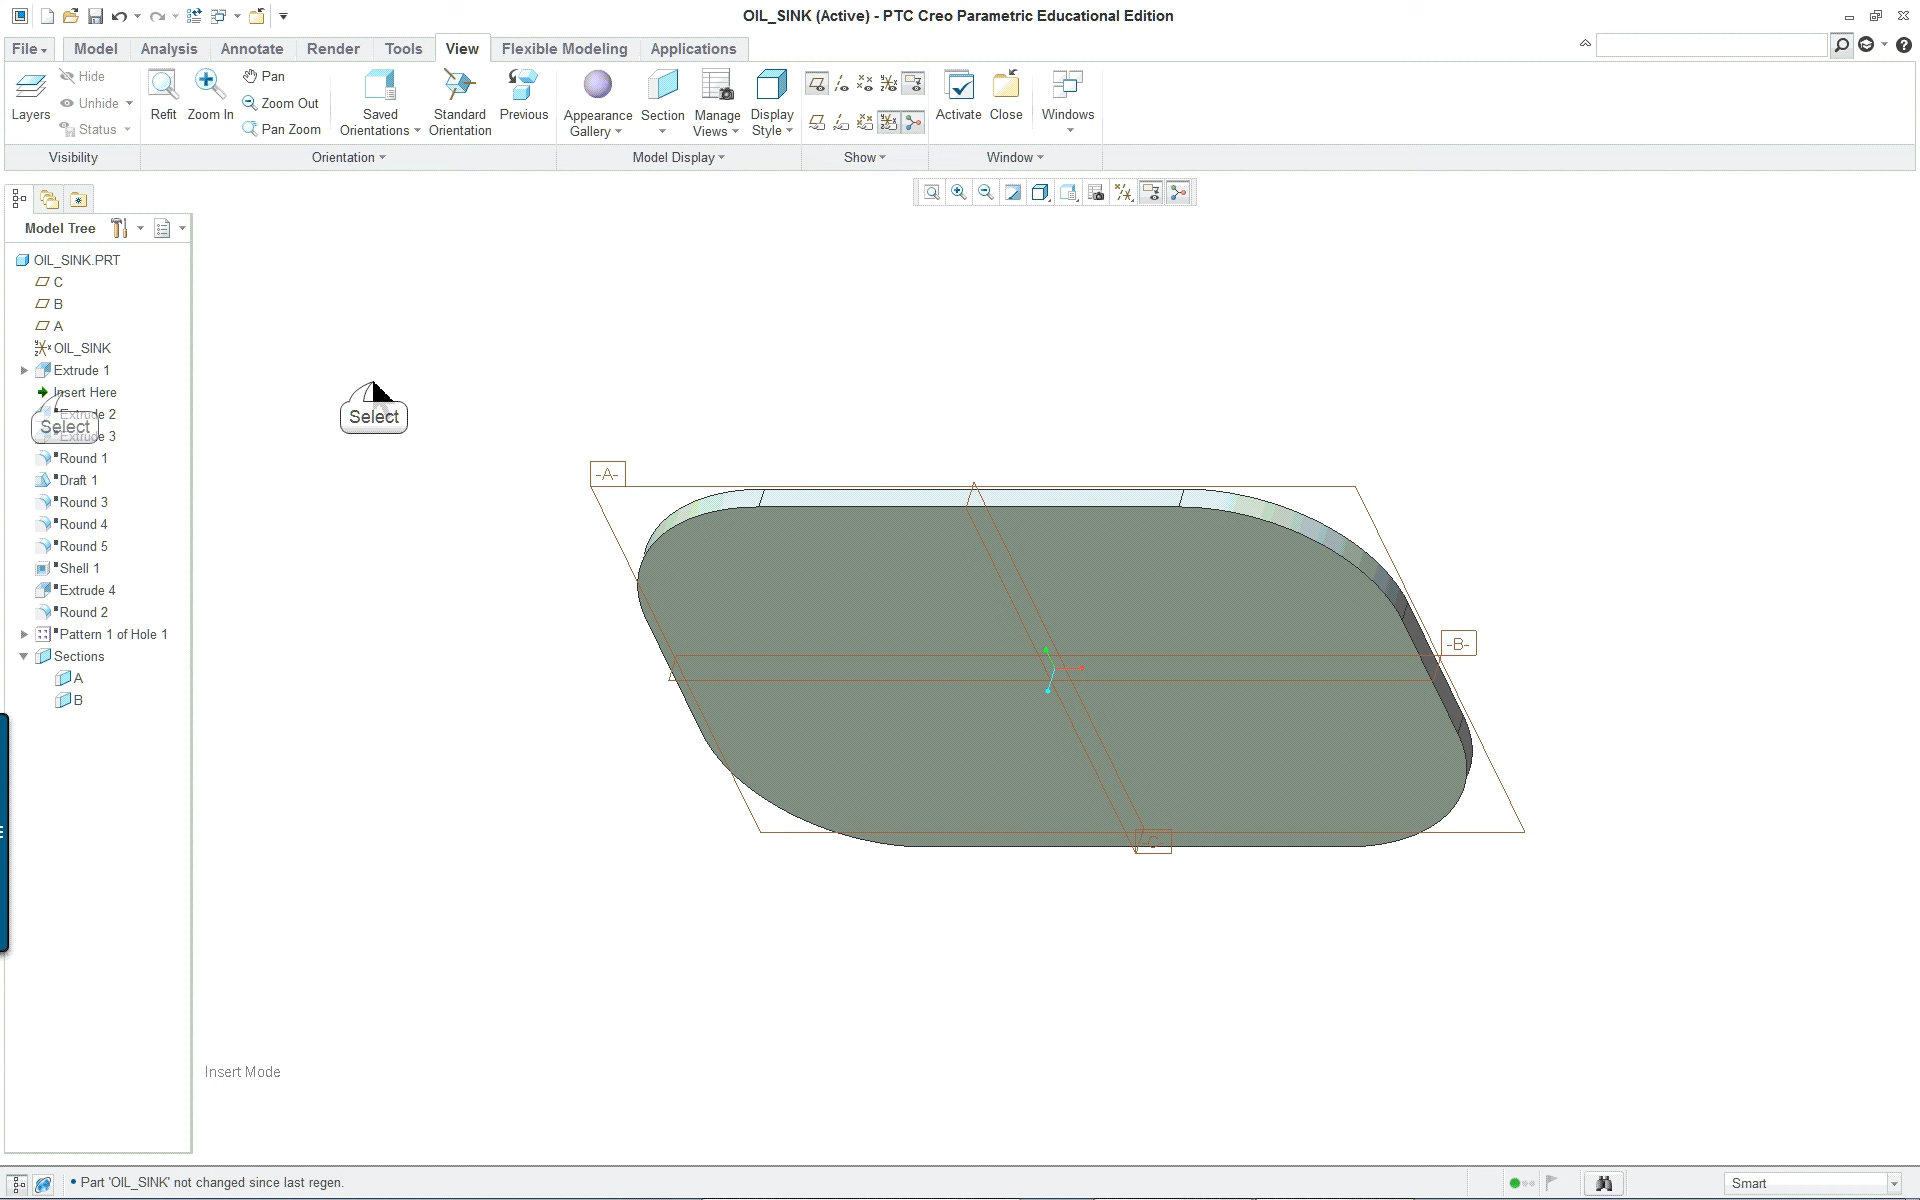 OIL_SINK (Active) - PTC Creo Parametric Educational Edition
File Model Analysis Annotate Render Tools View Flexible Modeling Applications
Layers
Hide
Unhide
Status
Visibility
Refit
Zoom In
Pan
Zoom Out
Pan Zoom
Saved
Orientations
Standard
Orientation
Previous
Orientation
Appearance
Gallery
Section
Manage
Views
Display
Style
Model Display
Show
Activate
Close
Windows
Window
Model Tree
OIL_SINK.PRT
C
B
A
OIL_SINK
Extrude 1
Insert Here
Extrude 2
Select
Extrude 3
Round 1
Draft 1
Round 3
Round 4
Round 5
Shell 1
Extrude 4
Round 2
Pattern 1 of Hole 1
Sections
A
B
Select
-A-
-B-
-C-
Insert Mode
• Part 'OIL_SINK' not changed since last regen.
Smart